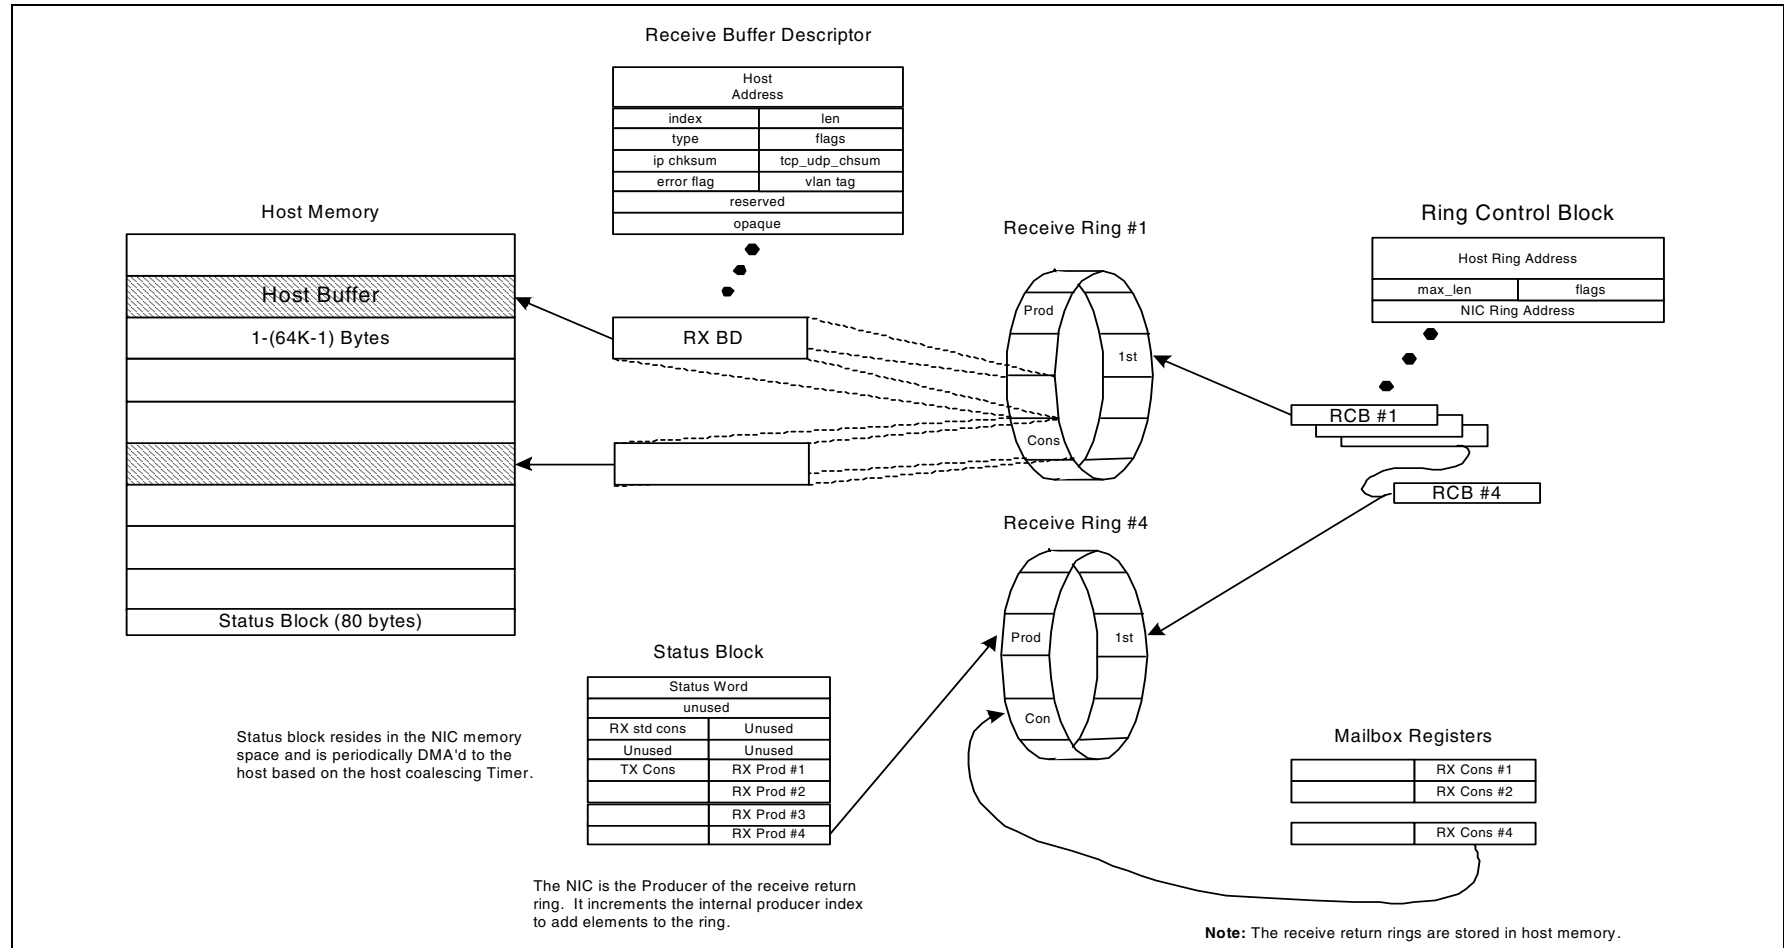 Receive Buffer Descriptor
Host
Address
index len
type flags
ip chksum tcp_udp_chsum
error flag vlan tag
reserved
opaque
Host Memory
Host Buffer
1-(64K-1) Bytes
Status Block (80 bytes)
RX BD
Receive Ring #1
Prod
1st
Cons
Ring Control Block
Host Ring Address
max_len flags
NIC Ring Address
RCB #1
RCB #4
Receive Ring #4
Prod
1st
Con
Status Block
Status Word
unused
RX std cons Unused
Unused Unused
TX Cons RX Prod #1
RX Prod #2
RX Prod #3
RX Prod #4
Status block resides in the NIC memory
space and is periodically DMA'd to the
host based on the host coalescing Timer.
The NIC is the Producer of the receive return
ring. It increments the internal producer index
to add elements to the ring.
Mailbox Registers
RX Cons #1
RX Cons #2
RX Cons #4
Note: The receive return rings are stored in host memory.